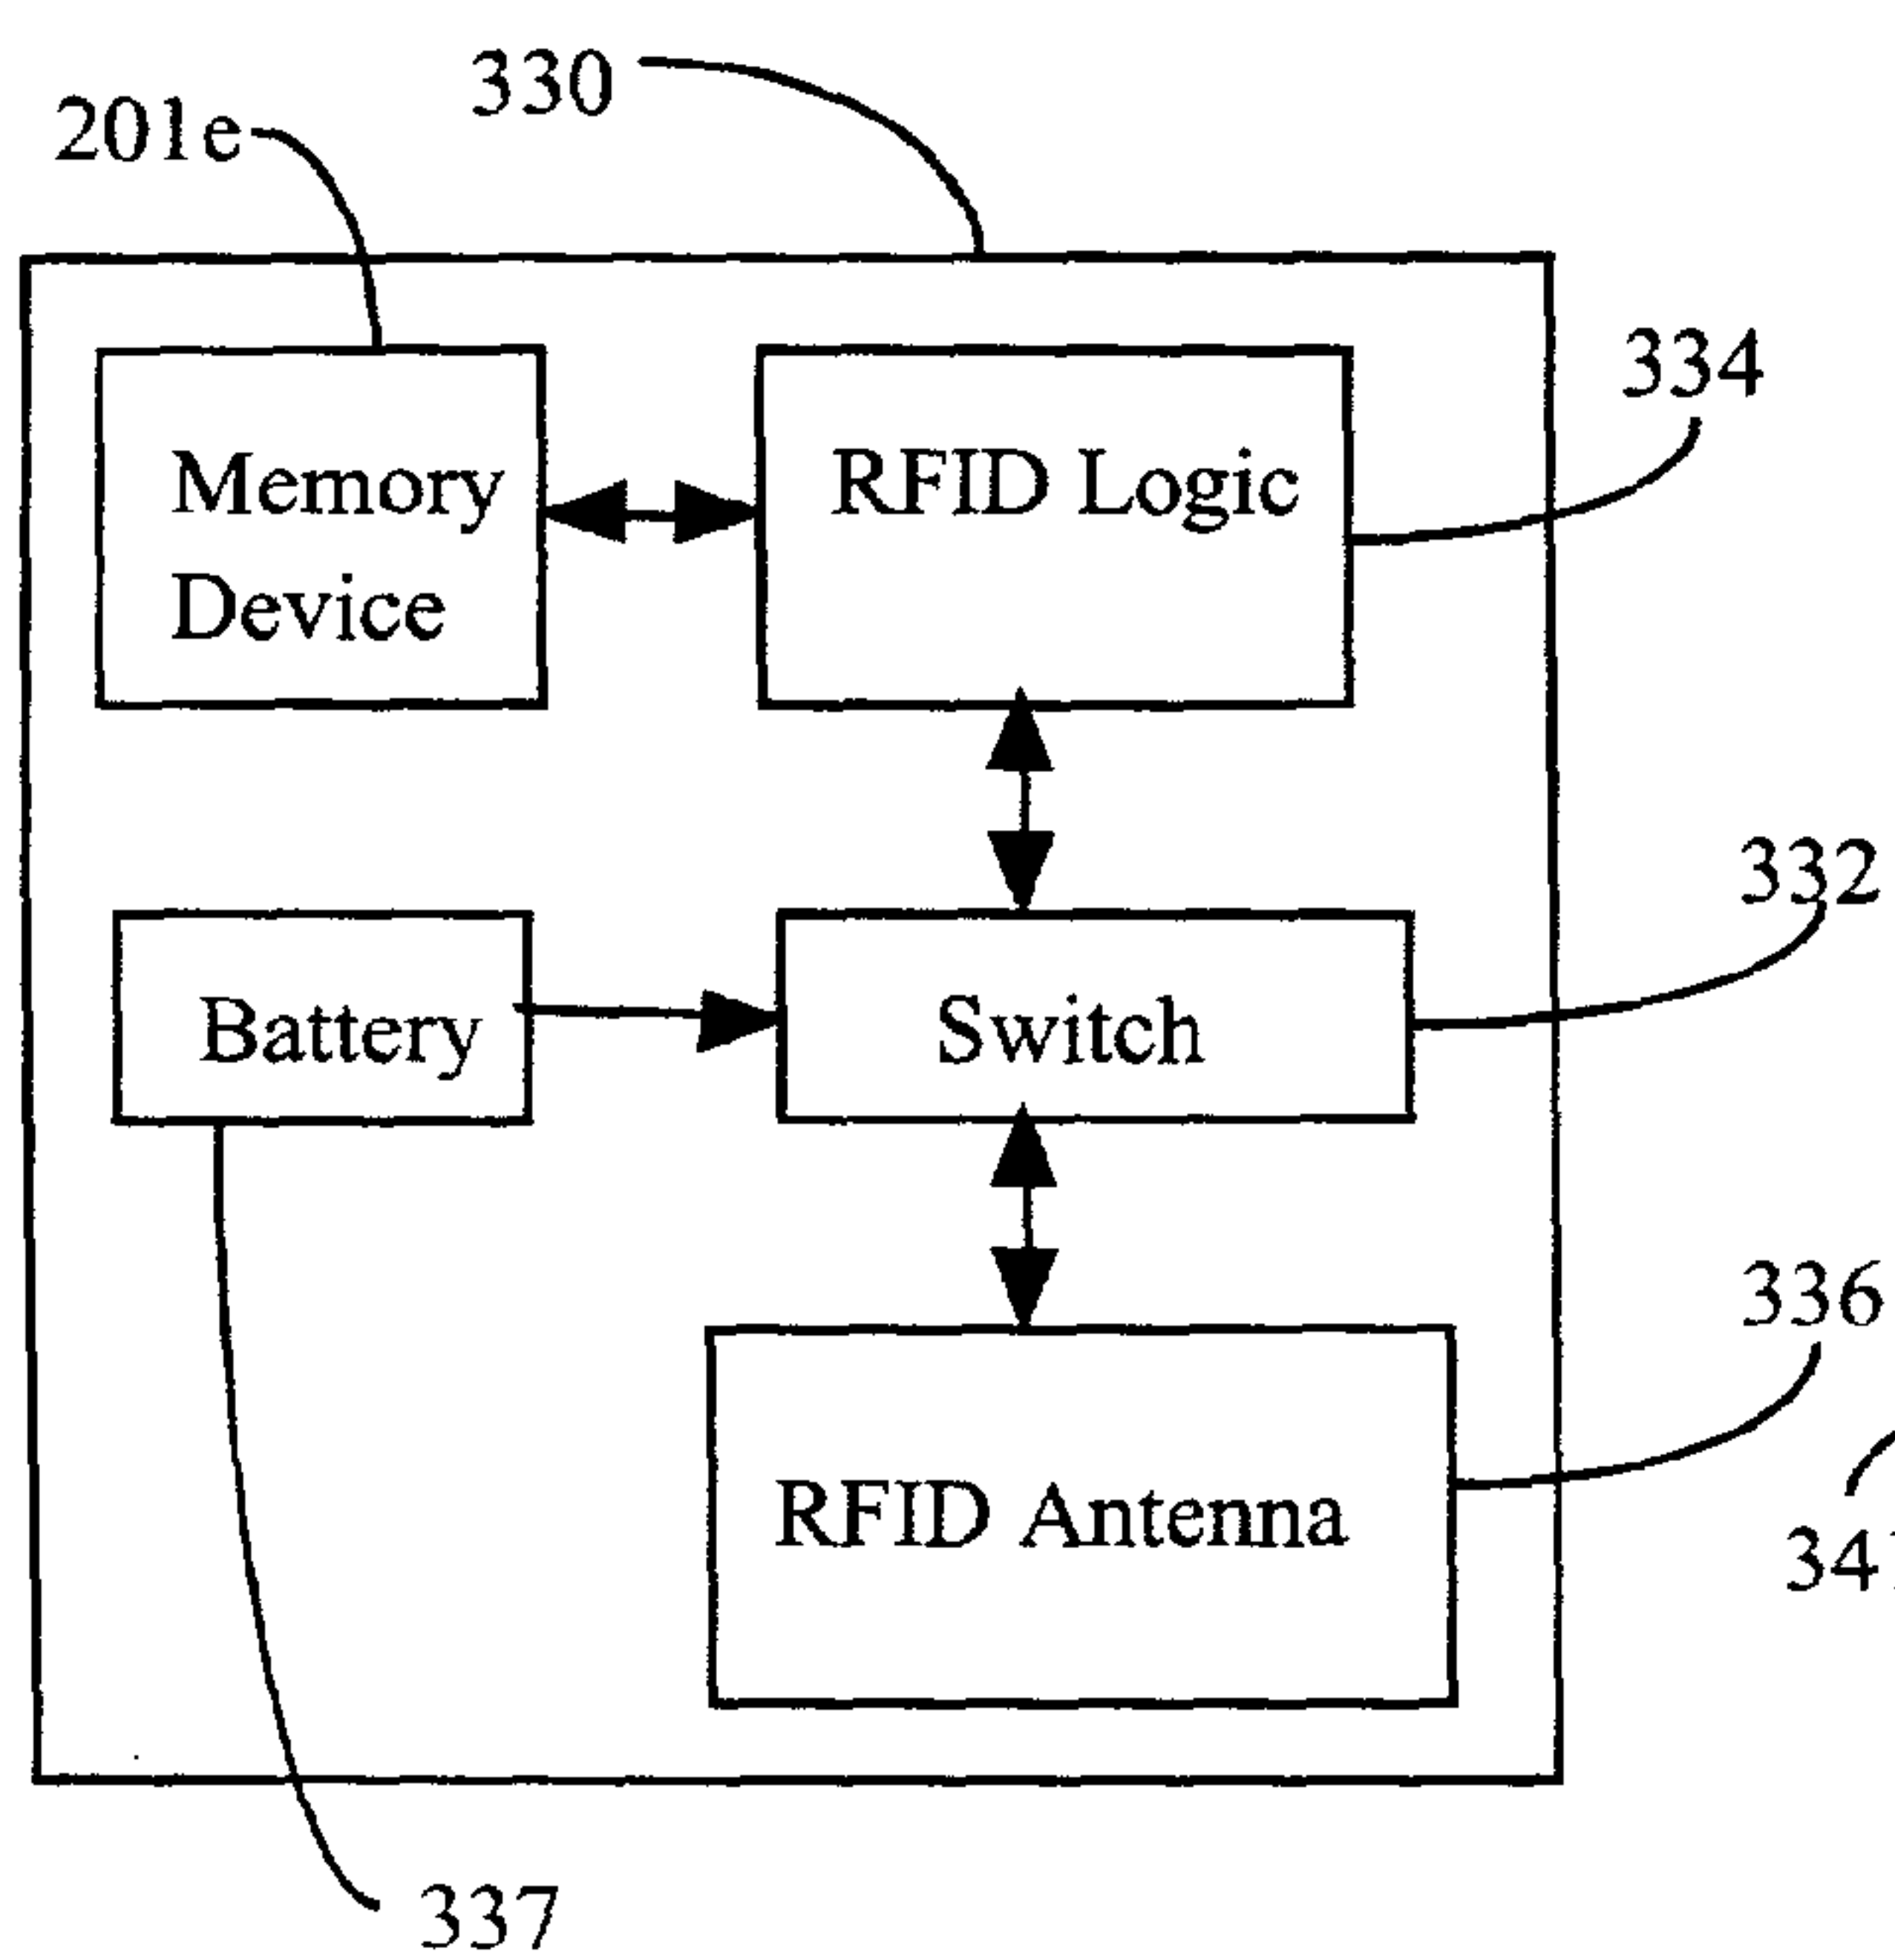 330
201e
334
Memory
Device
RFID Logic
332
Battery
Switch
336
RFID Antenna
337